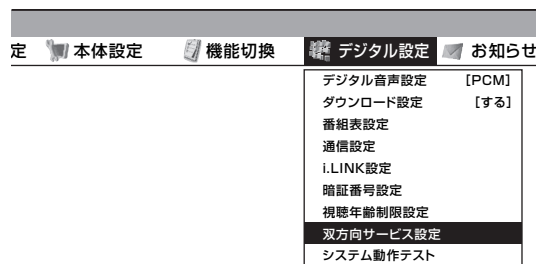 定 本体設定 機能切換 デジタル設定 お知らせ
デジタル音声設定 [PCM]
ダウンロード設定 [する]
番組表設定
通信設定
i.LINK設定
暗証番号設定
視聴年齢制限設定
双方向サービス設定
システム動作テスト